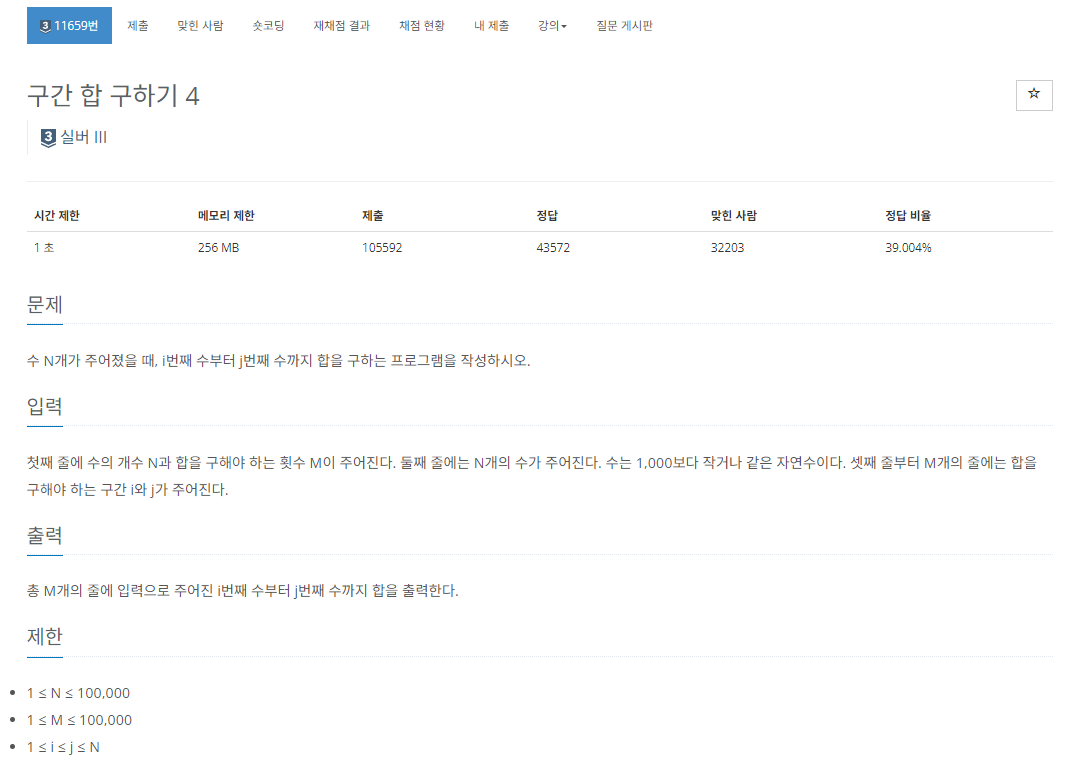 3 11659번 제출 맞힌 사람 숏코딩 재채점 결과 채점 현황 내 제출 강의 질문 게시판
구간 합 구하기 4
3 실버 III
시간 제한 메모리 제한 제출 정답 맞힌 사람 정답 비율
1 초 256 MB 105592 43572 32203 39.004%
문제
수 N개가 주어졌을 때, i번째 수부터 j번째 수까지 합을 구하는 프로그램을 작성하시오.
입력
첫째 줄에 수의 개수 N과 합을 구해야 하는 횟수 M이 주어진다. 둘째 줄에는 N개의 수가 주어진다. 수는 1,000보다 작거나 같은 자연수이다. 셋째 줄부터 M개의 줄에는 합을
구해야 하는 구간 i와 j가 주어진다.
출력
총 M개의 줄에 입력으로 주어진 i번째 수부터 j번째 수까지 합을 출력한다.
제한
1 ≤ N ≤ 100,000
1 ≤ M ≤ 100,000
1 ≤ i ≤ j ≤ N